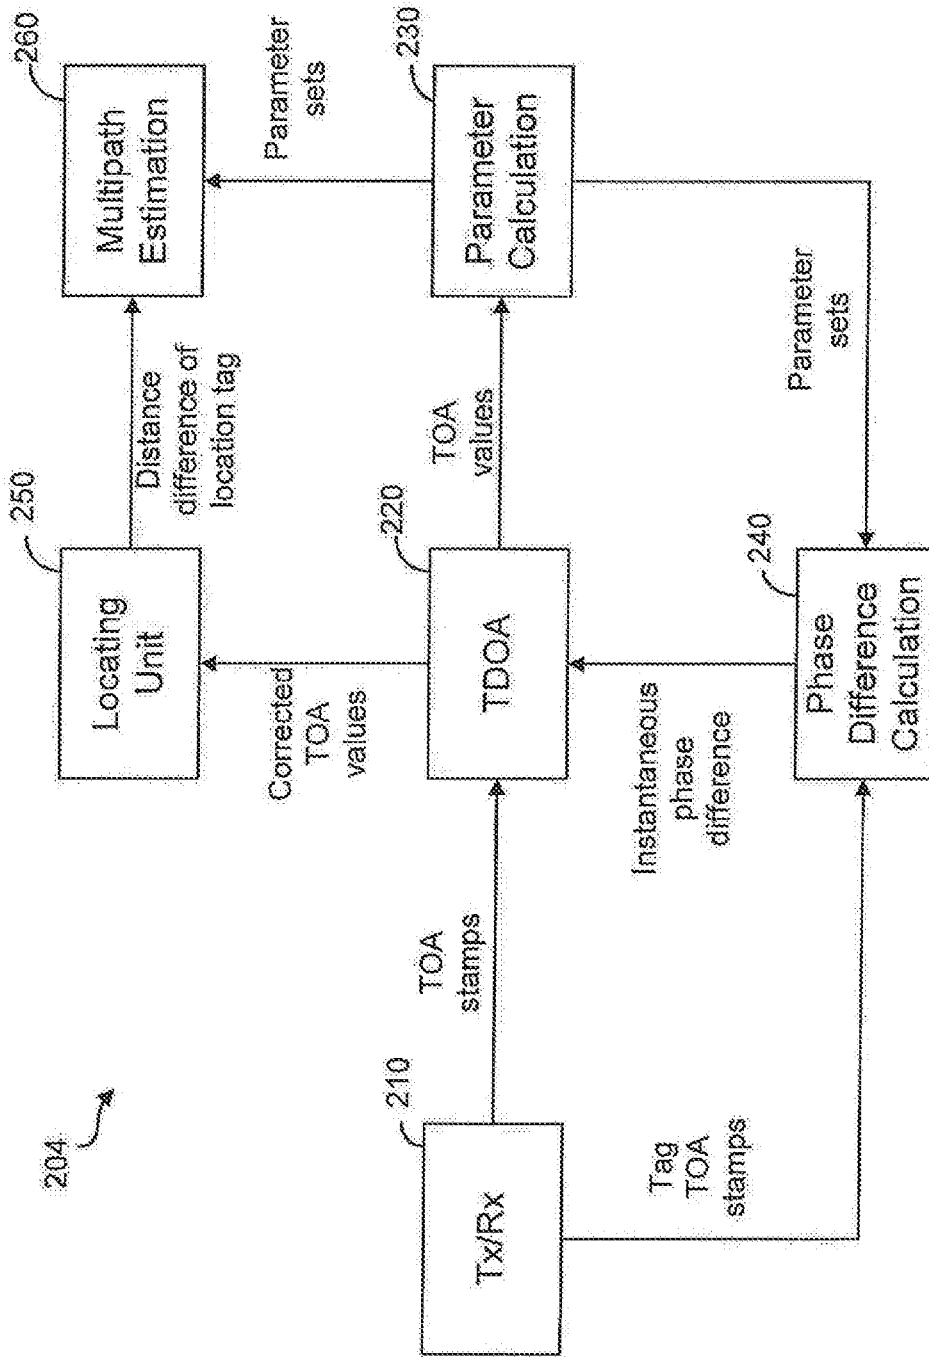 204
210
Tx/Rx
TOA
stamps
Tag
TOA
stamps
250
Locating
Unit
Corrected
TOA
values
220
TDOA
Instantaneous
phase
difference
240
Phase
Difference
Calculation
Distance
difference of
location tag
TOA
values
260
Multipath
Estimation
Parameter
sets
230
Parameter
Calculation
Parameter
sets